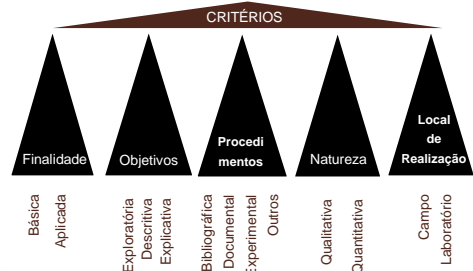 CRITÉRIOS
Finalidade
Objetivos
Procedi
mentos
Natureza
Local
de
Realização
Básica
Aplicada
Exploratória
Descritiva
Explicativa
Bibliográfica
Documental
Experimental
Outros
Qualitativa
Quantitativa
Campo
Laboratório